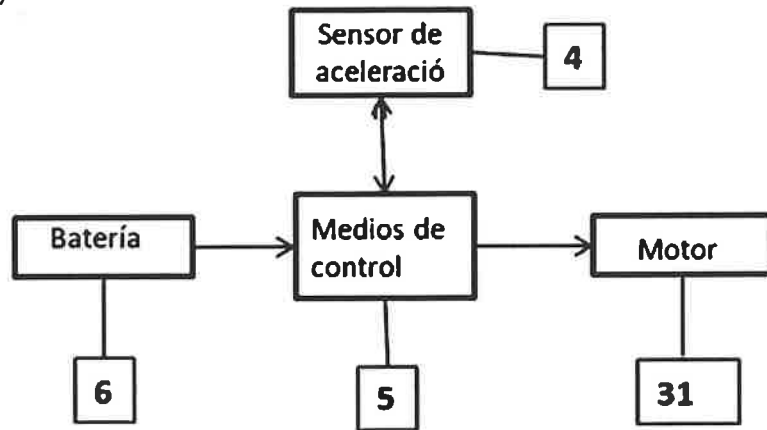 Sensor de
aceleració
4
Batería
Medios de
control
Motor
6
5
31